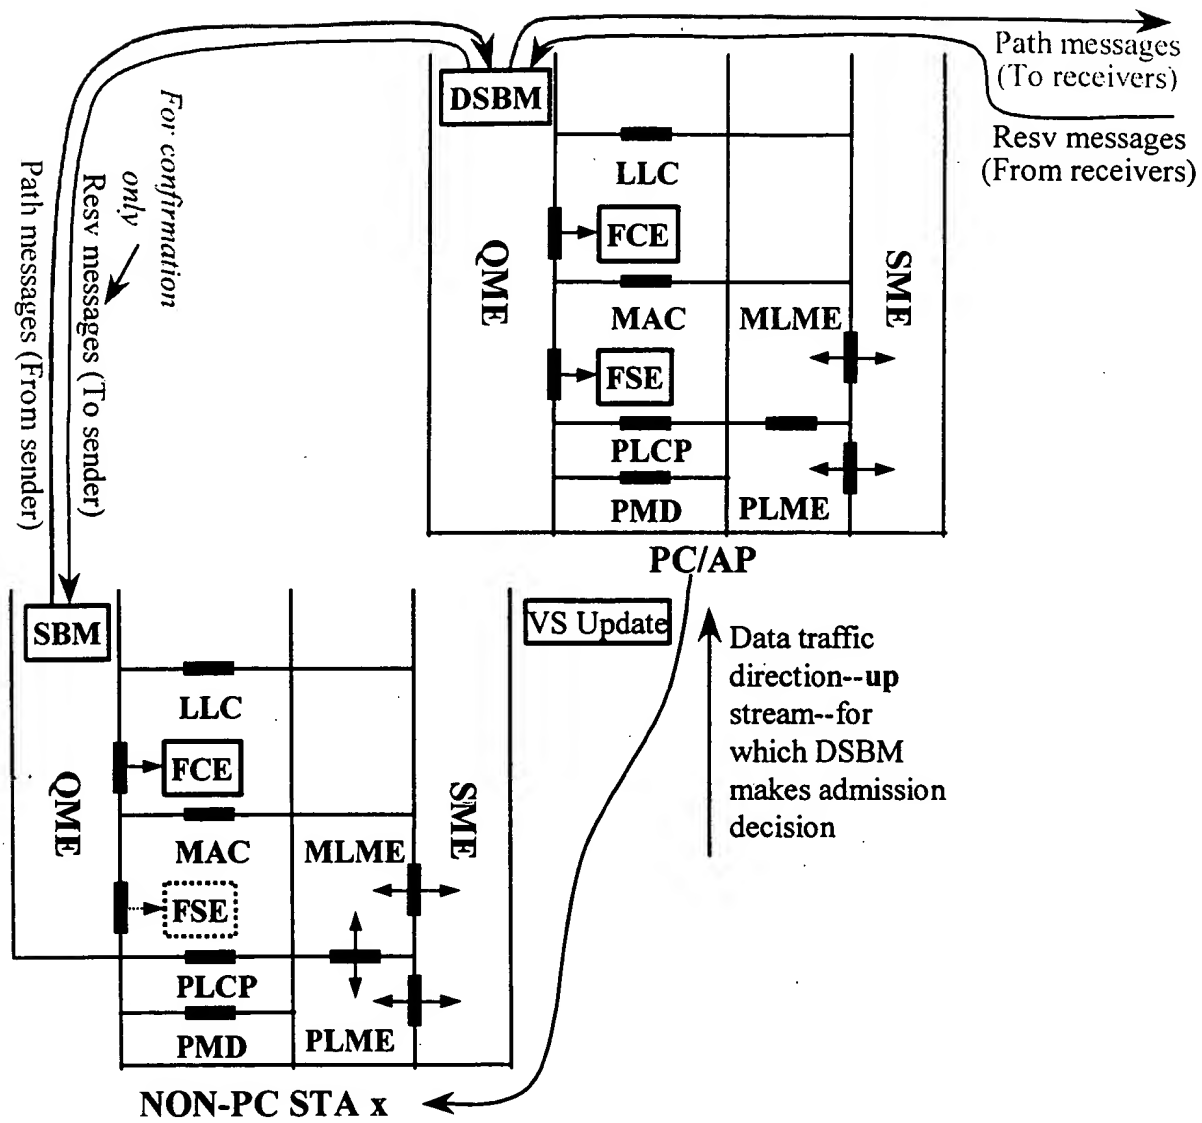 Path messages
(To receivers)
Resv messages
(From receivers)
DSBM
LLC
FCE
QME
SME
MAC
MLME
FSE
PLCP
PMD
PLME
PC/AP
For confirmation
only
Resv messages (To sender)
Path messages (From sender)
SBM
VS Update
Data traffic
direction--up
stream--for
which DSBM
makes admission
decision
LLC
FCE
QME
SME
MAC
MLME
FSE
PLCP
PMD
PLME
NON-PC STA x